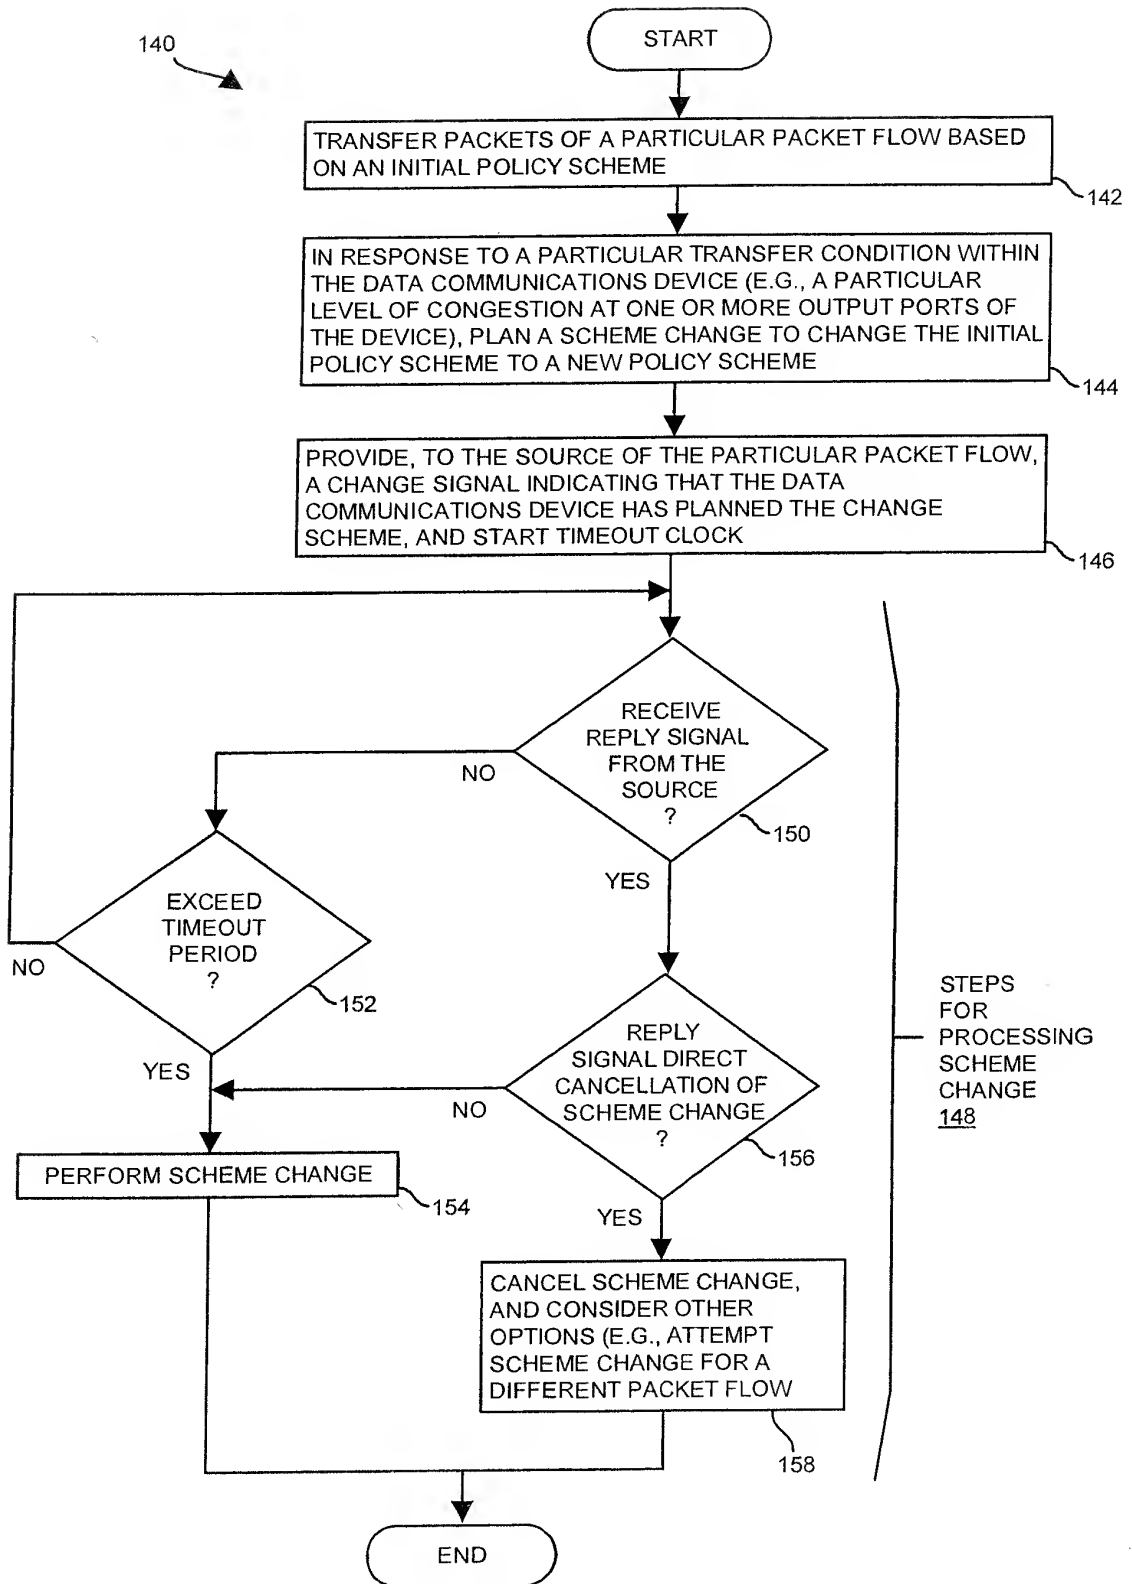 140
START
TRANSFER PACKETS OF A PARTICULAR PACKET FLOW BASED
ON AN INITIAL POLICY SCHEME
142
IN RESPONSE TO A PARTICULAR TRANSFER CONDITION WITHIN
THE DATA COMMUNICATIONS DEVICE (E.G., A PARTICULAR
LEVEL OF CONGESTION AT ONE OR MORE OUTPUT PORTS OF
THE DEVICE), PLAN A SCHEME CHANGE TO CHANGE THE INITIAL
POLICY SCHEME TO A NEW POLICY SCHEME
144
PROVIDE, TO THE SOURCE OF THE PARTICULAR PACKET FLOW,
A CHANGE SIGNAL INDICATING THAT THE DATA
COMMUNICATIONS DEVICE HAS PLANNED THE CHANGE
SCHEME, AND START TIMEOUT CLOCK
146
RECEIVE
REPLY SIGNAL
FROM THE
SOURCE
?
150
NO
YES
EXCEED
TIMEOUT
PERIOD
?
152
NO
YES
REPLY
SIGNAL DIRECT
CANCELLATION OF
SCHEME CHANGE
?
156
NO
YES
STEPS
FOR
PROCESSING
SCHEME
CHANGE
148
PERFORM SCHEME CHANGE
154
CANCEL SCHEME CHANGE,
AND CONSIDER OTHER
OPTIONS (E.G., ATTEMPT
SCHEME CHANGE FOR A
DIFFERENT PACKET FLOW
158
END